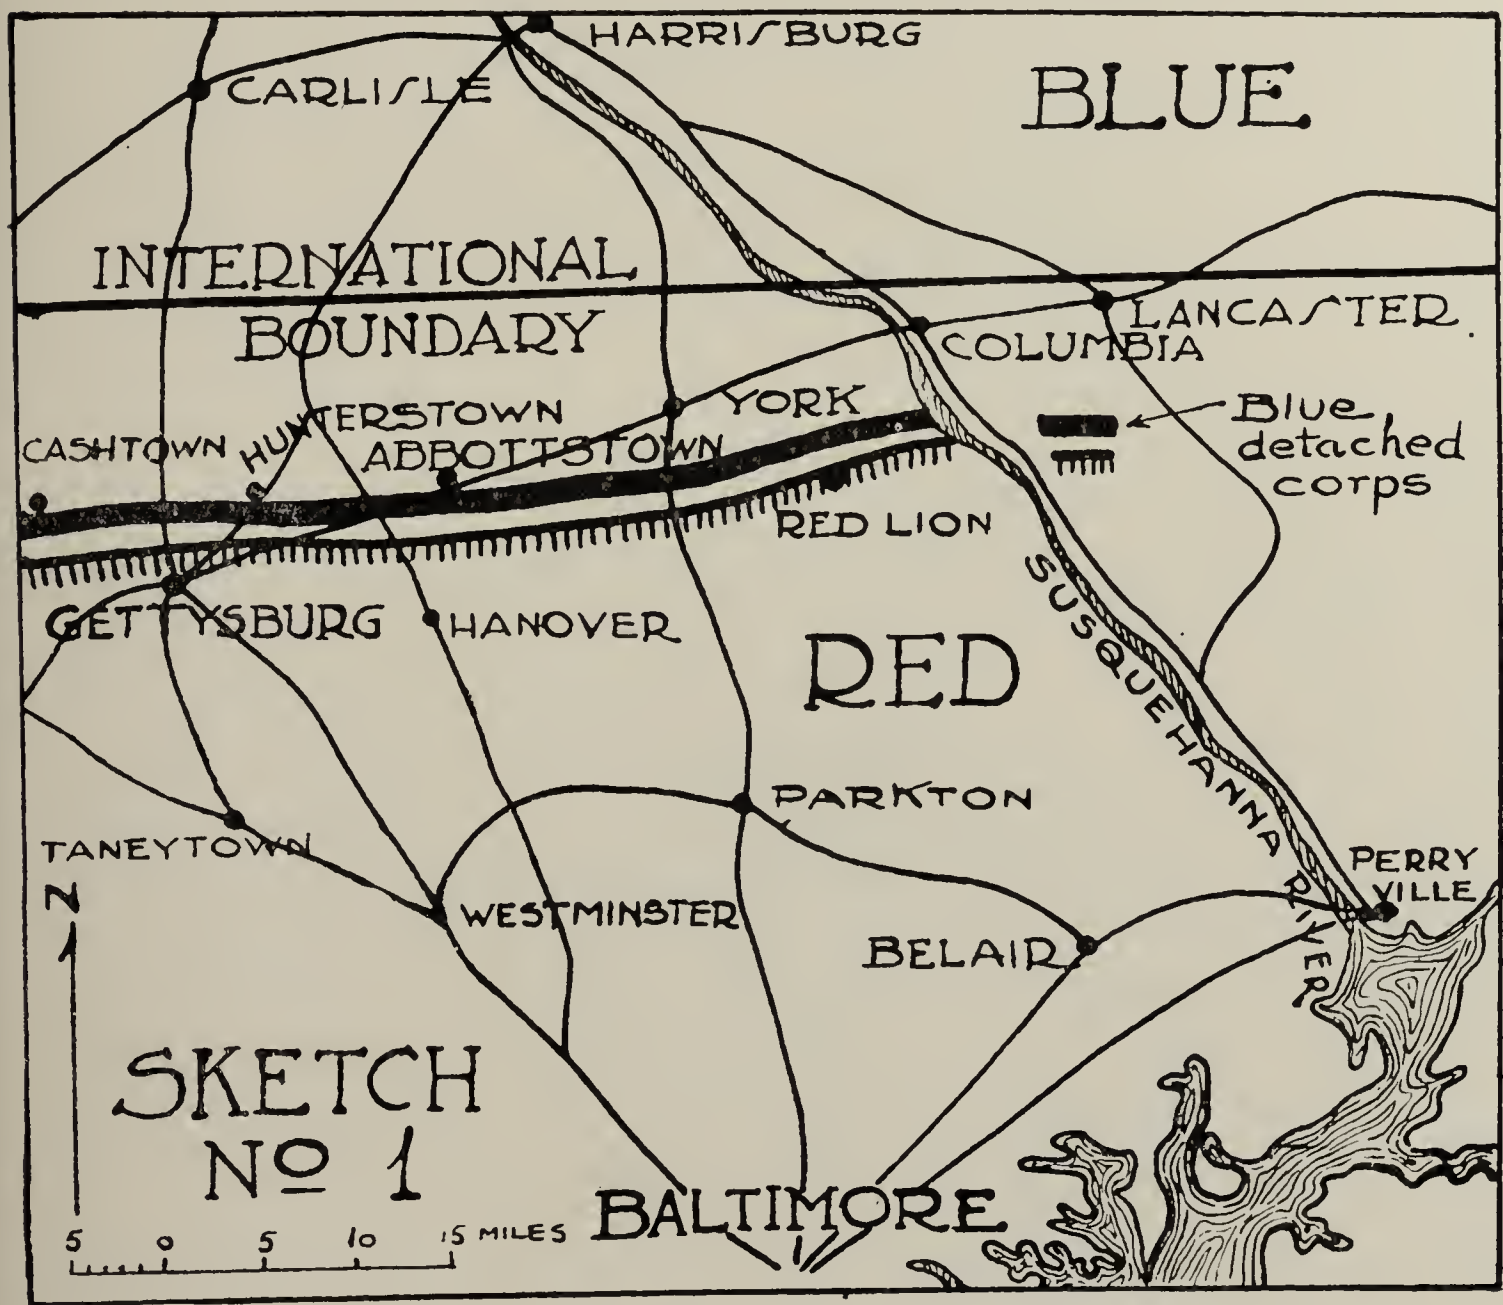 HARRISBURG
CARLISLE
BLUE
INTERNATIONAL
BOUNDARY
LANCASTER
COLUMBIA
CASHTOWN
HUNTERSTOWN
ABBOTTSTOWN
YORK
Blue
detached
corps
RED LION
GETTYSBURG
HANOVER
RED
SUSQUEHANNA RIVER
PARKTON
TANEYTOWN
PERRY
VILLE
N
WESTMINSTER
BELAIR
SKETCH
No 1
BALTIMORE
5 0 5 10 15 MILES